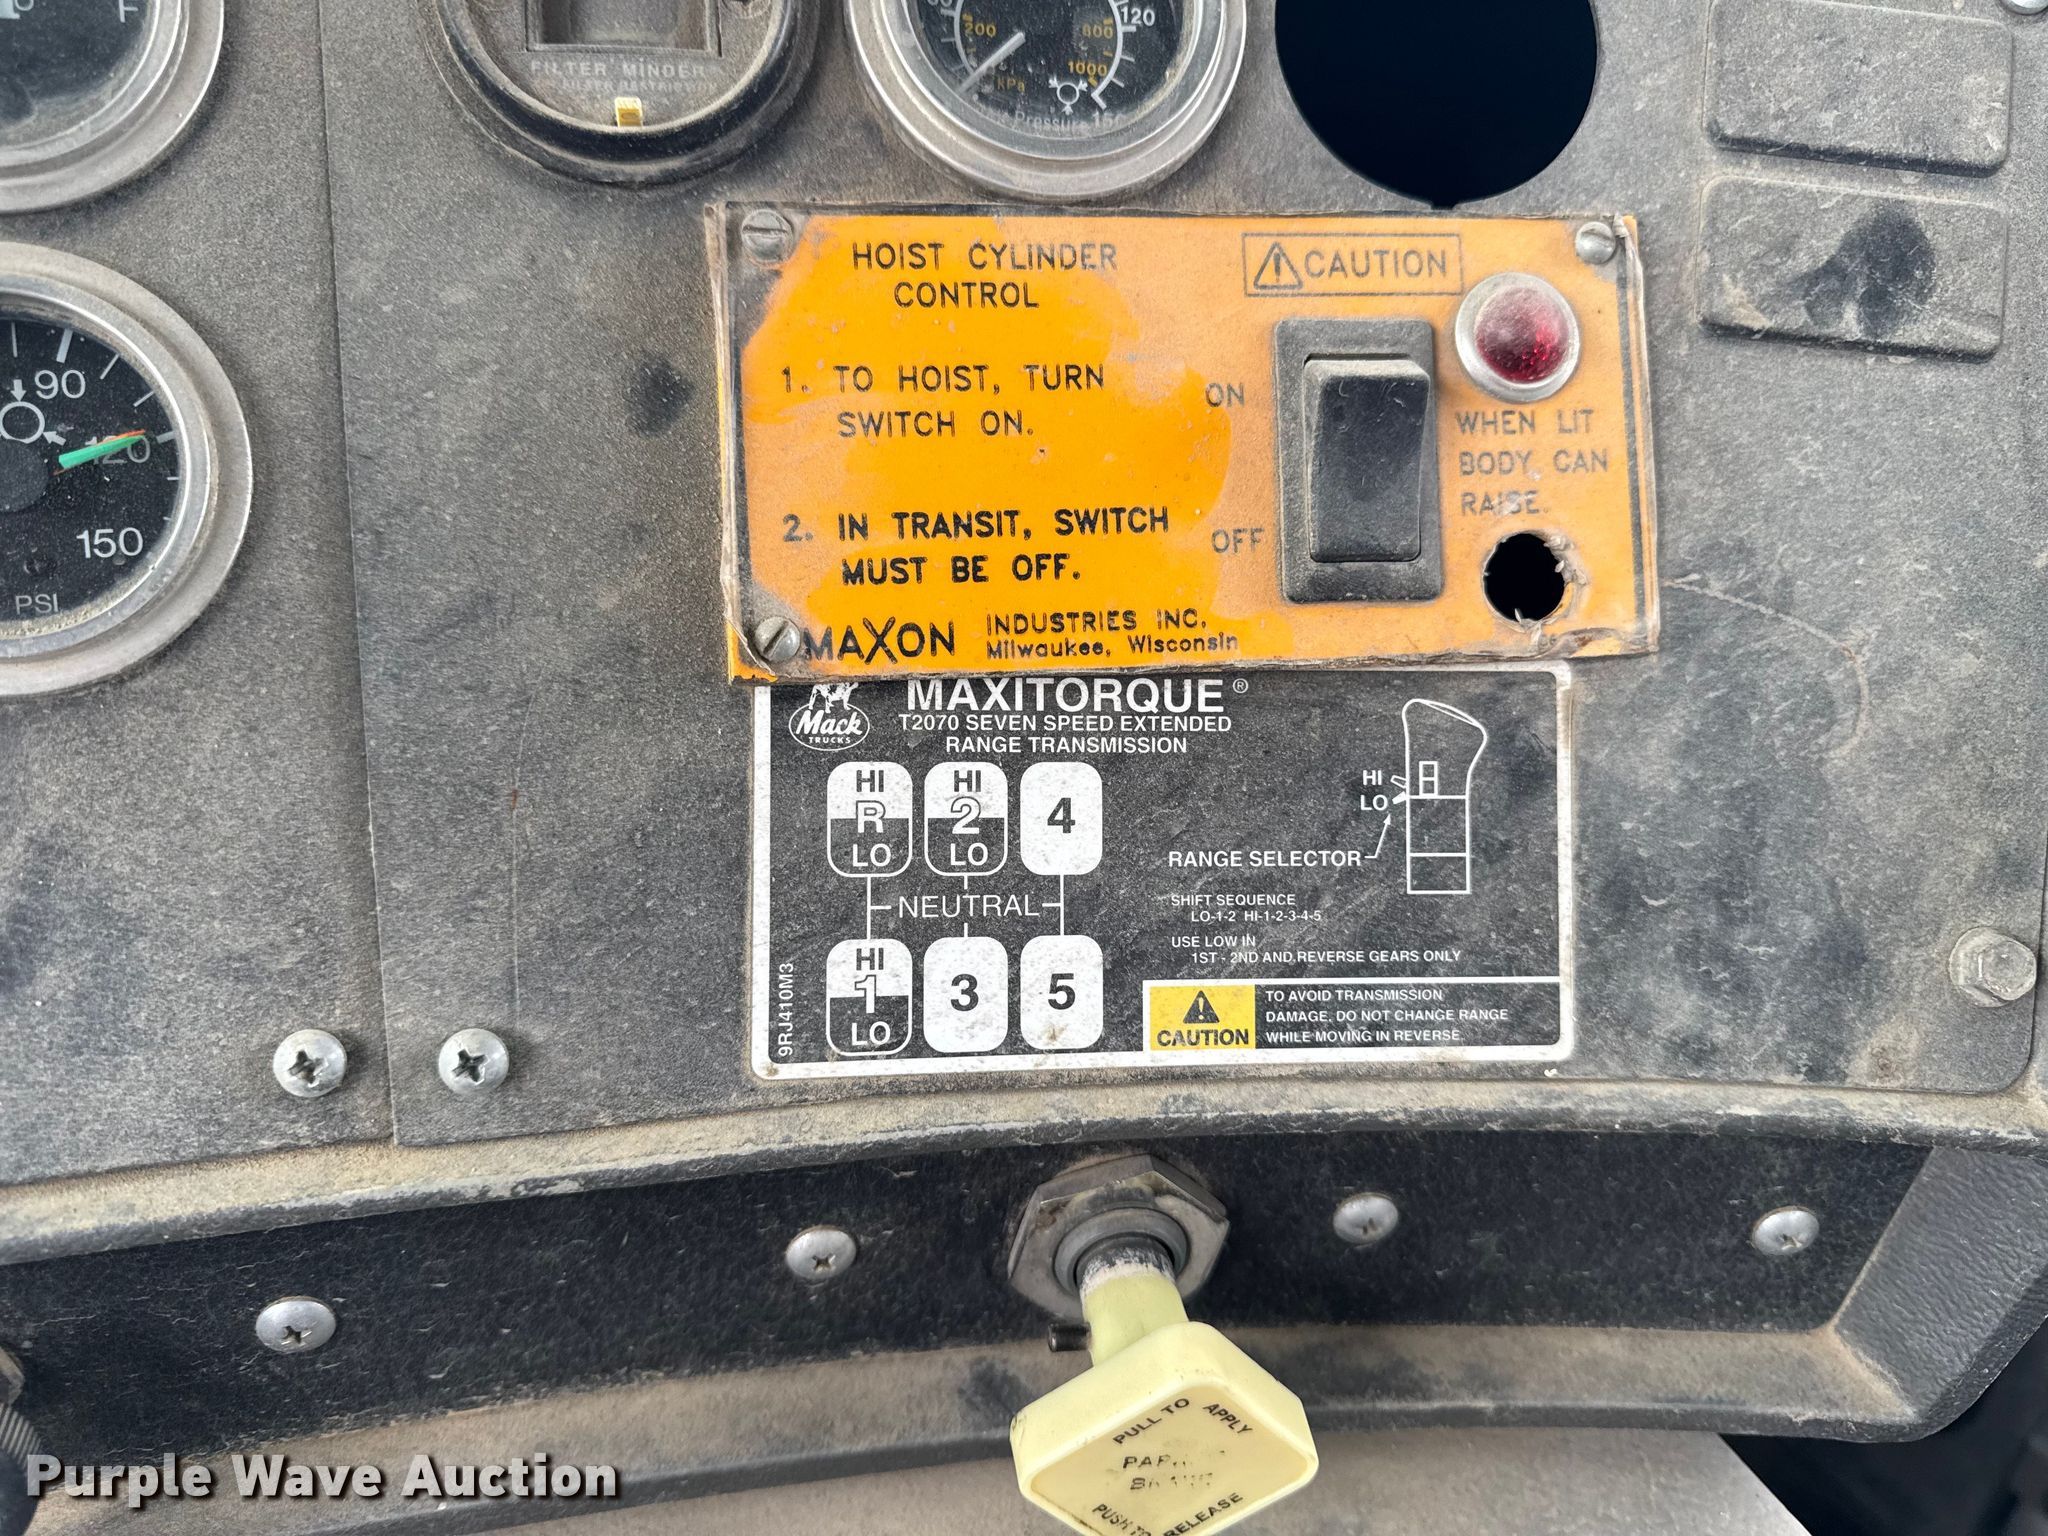 F
FILTER MINDER
120
200
800
1000
KPa
Pressure
90
120
150
PSI
HOIST CYLINDER
CONTROL
⚠CAUTION
1. TO HOIST, TURN
SWITCH ON.
ON
WHEN LIT
BODY CAN
RAISE.
2. IN TRANSIT, SWITCH
MUST BE OFF.
OFF
MAXON
INDUSTRIES INC.
Milwaukee, Wisconsin
Mack
TRUCKS
MAXITORQUE®
T2070 SEVEN SPEED EXTENDED
RANGE TRANSMISSION
HI HI
R 2 4
LO LO
NEUTRAL
HI
1 3 5
LO
9RJ410M3
HI
LO
RANGE SELECTOR
SHIFT SEQUENCE
LO-1-2 HI-1-2-3-4-5
USE LOW IN
1ST - 2ND AND REVERSE GEARS ONLY
CAUTION
TO AVOID TRANSMISSION
DAMAGE, DO NOT CHANGE RANGE
WHILE MOVING IN REVERSE.
PULL TO APPLY
PUSH TO RELEASE
Purple Wave Auction